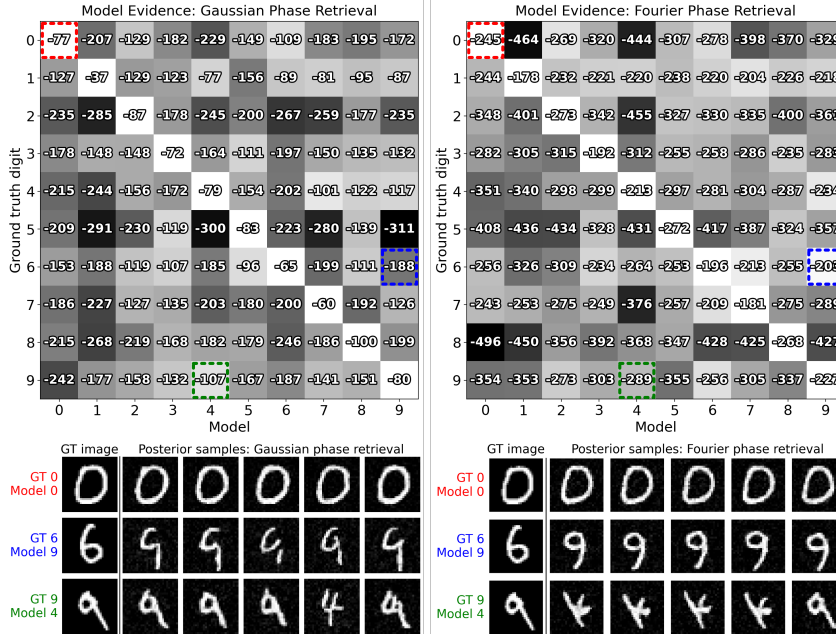 Model Evidence: Gaussian Phase Retrieval
Ground truth digit
0 -77 -207 -129 -182 -229 -149 -109 -183 -195 -172
1 -127 -37 -129 -123 -77 -156 -89 -81 -95 -87
2 -235 -285 -87 -178 -245 -200 -267 -259 -177 -235
3 -178 -148 -148 -72 -164 -111 -197 -150 -135 -132
4 -215 -244 -156 -172 -79 -154 -202 -101 -122 -117
5 -209 -291 -230 -119 -300 -83 -223 -280 -139 -311
6 -153 -188 -119 -107 -185 -96 -65 -199 -111 -188
7 -186 -227 -127 -135 -203 -180 -200 -60 -192 -126
8 -215 -268 -219 -168 -182 -179 -246 -186 -100 -199
9 -242 -177 -158 -132 -107 -167 -187 -141 -151 -80
0 1 2 3 4 5 6 7 8 9
Model
Model Evidence: Fourier Phase Retrieval
Ground truth digit
0 -245 -464 -269 -320 -444 -307 -278 -398 -370
1 -244 -178 -232 -221 -220 -238 -220 -204 -226
2 -348 -401 -273 -342 -455 -327 -330 -335 -400
3 -282 -305 -315 -192 -312 -255 -258 -286 -235
4 -351 -340 -298 -299 -213 -297 -281 -304 -287
5 -408 -436 -434 -328 -431 -272 -417 -387 -324
6 -256 -326 -309 -234 -264 -253 -196 -213 -255
7 -243 -253 -275 -249 -376 -257 -209 -181 -275
8 -496 -450 -356 -392 -368 -347 -428 -425 -268
9 -354 -353 -273 -303 -289 -355 -256 -305 -337
0 1 2 3 4 5 6 7 8 9
Model
GT image Posterior samples: Gaussian phase retrieval
GT 0
Model 0
GT 6
Model 9
GT 9
Model 4
GT image Posterior samples: Fourier phase retrieval
GT 0
Model 0
GT 6
Model 9
GT 9
Model 4